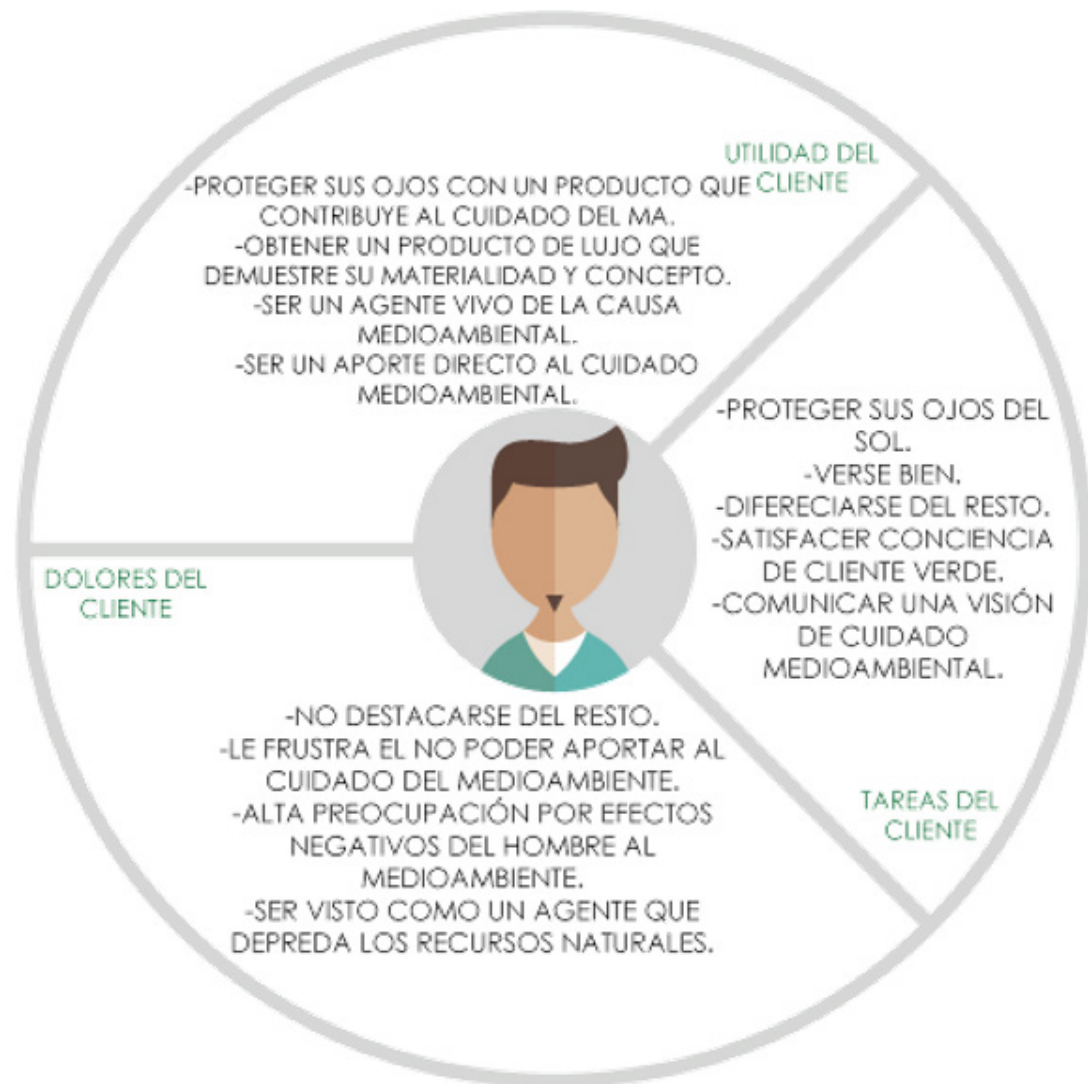 UTILIDAD DEL
CLIENTE
-PROTEGER SUS OJOS CON UN PRODUCTO QUE
CONTRIBUYE AL CUIDADO DEL MA.
-OBTENER UN PRODUCTO DE LUJO QUE
DEMUESTRE SU MATERIALIDAD Y CONCEPTO.
-SER UN AGENTE VIVO DE LA CAUSA
MEDIOAMBIENTAL.
-SER UN APORTE DIRECTO AL CUIDADO
MEDIOAMBIENTAL.
-PROTEGER SUS OJOS DEL
SOL.
-VERSE BIEN.
-DIFERECIARSE DEL RESTO.
-SATISFACER CONCIENCIA
DE CLIENTE VERDE.
-COMUNICAR UNA VISIÓN
DE CUIDADO
MEDIOAMBIENTAL.
TAREAS DEL
CLIENTE
DOLORES DEL
CLIENTE
-NO DESTACARSE DEL RESTO.
-LE FRUSTRA EL NO PODER APORTAR AL
CUIDADO DEL MEDIOAMBIENTE.
-ALTA PREOCUPACIÓN POR EFECTOS
NEGATIVOS DEL HOMBRE AL
MEDIOAMBIENTE.
-SER VISTO COMO UN AGENTE QUE
DEPREDA LOS RECURSOS NATURALES.